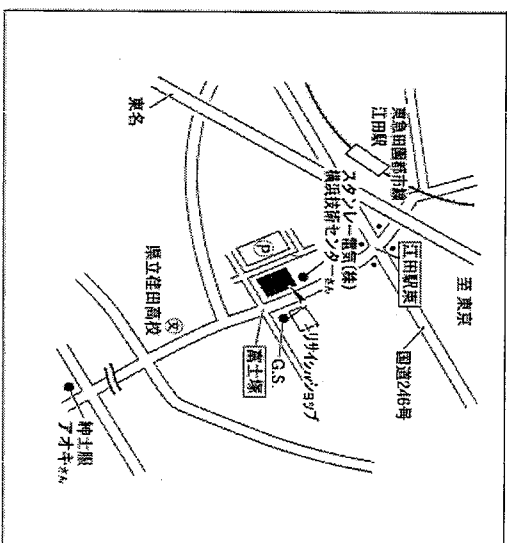 至東京
国道246号
江田駅東
東急田園都市線
江田駅
東名
スタンレー電気(株)
横浜技術センターさん
P
リサイクルショップ
G.S.
富士塚
県立荏田高校
文
紳士服
アオキさん